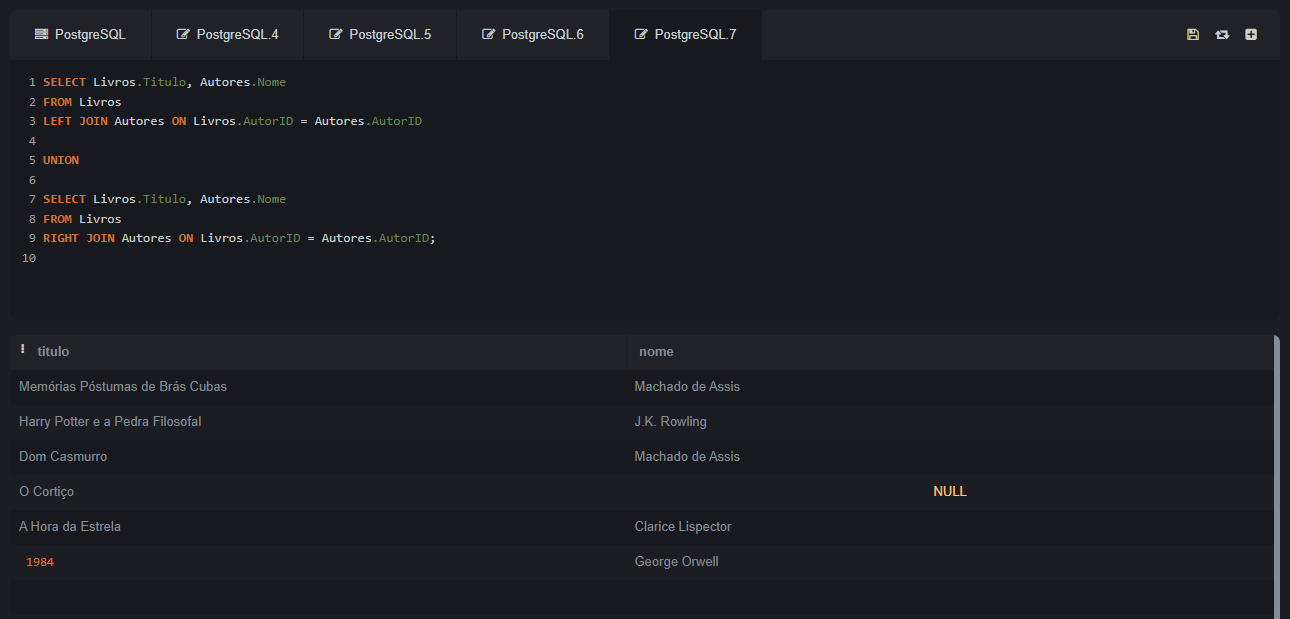 PostgreSQL PostgreSQL.4 PostgreSQL.5 PostgreSQL.6 PostgreSQL.7
1 SELECT Livros.Titulo, Autores.Nome
2 FROM Livros
3 LEFT JOIN Autores ON Livros.AutorID = Autores.AutorID
4
5 UNION
6
7 SELECT Livros.Titulo, Autores.Nome
8 FROM Livros
9 RIGHT JOIN Autores ON Livros.AutorID = Autores.AutorID;
10
titulo nome
Memórias Póstumas de Brás Cubas Machado de Assis
Harry Potter e a Pedra Filosofal J.K. Rowling
Dom Casmurro Machado de Assis
O Cortiço NULL
A Hora da Estrela Clarice Lispector
1984 George Orwell